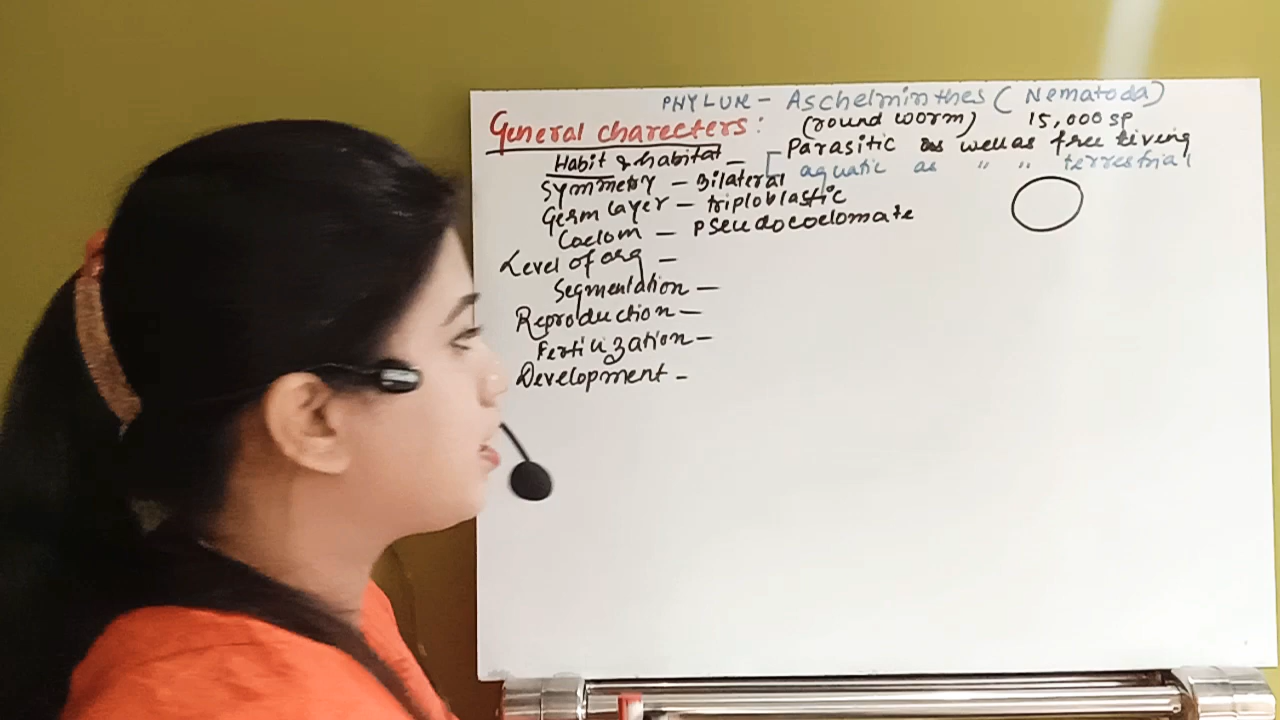 PHYLUM - Aschelminthes ( Nematoda)
General charecters : (round worm) 15,000 sp
Habit & habitat - Parasitic as well as free living
aquatic as " " terrestrial
Symmetry - Bilateral
Germ layer - triploblastic
Coelom - Pseudocoelomate
Level of org -
Segmentation -
Reproduction -
Fertilization -
Development -